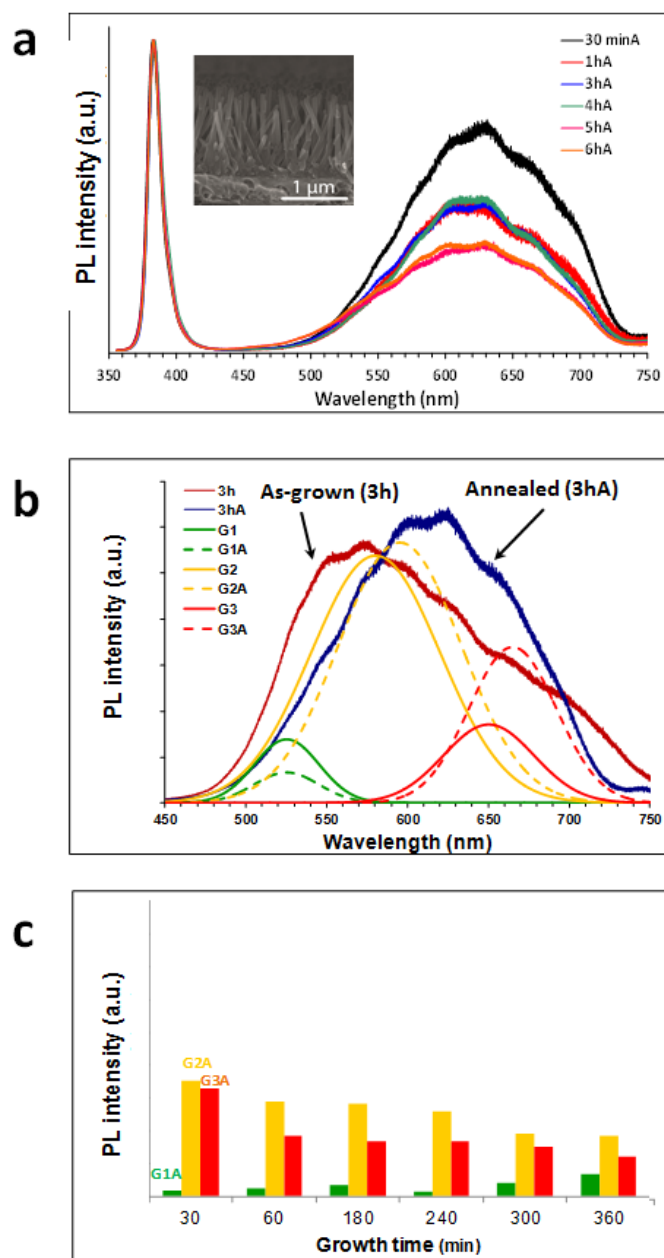 a
PL intensity (a.u.)
30 minA
1hA
3hA
4hA
5hA
6hA
1 µm
350 400 450 500 550 600 650 700 750
Wavelength (nm)
b
PL intensity (a.u.)
3h
3hA
G1
G1A
G2
G2A
G3
G3A
As-grown (3h)
Annealed (3hA)
450 500 550 600 650 700 750
Wavelength (nm)
c
PL intensity (a.u.)
G2A
G3A
G1A
30 60 180 240 300 360
Growth time (min)